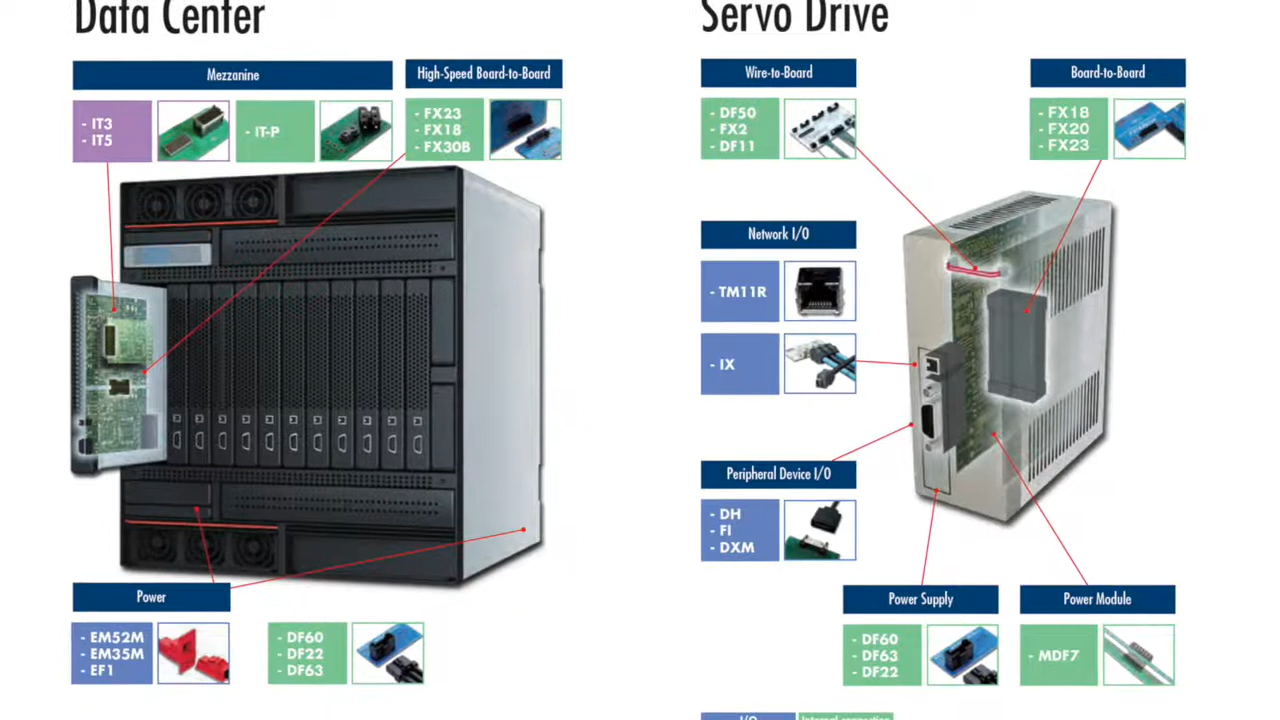 Data Center
Mezzanine
High-Speed Board-to-Board
- IT3
- IT5
- IT-P
- FX23
- FX18
- FX30B
Power
- EM52M
- EM35M
- EF1
- DF60
- DF22
- DF63
Servo Drive
Wire-to-Board
Board-to-Board
- DF50
- FX2
- DF11
- FX18
- FX20
- FX23
Network I/O
- TM11R
- IX
Peripheral Device I/O
- DH
- FI
- DXM
Power Supply
Power Module
- DF60
- DF63
- DF22
- MDF7
I/O
Internal connection